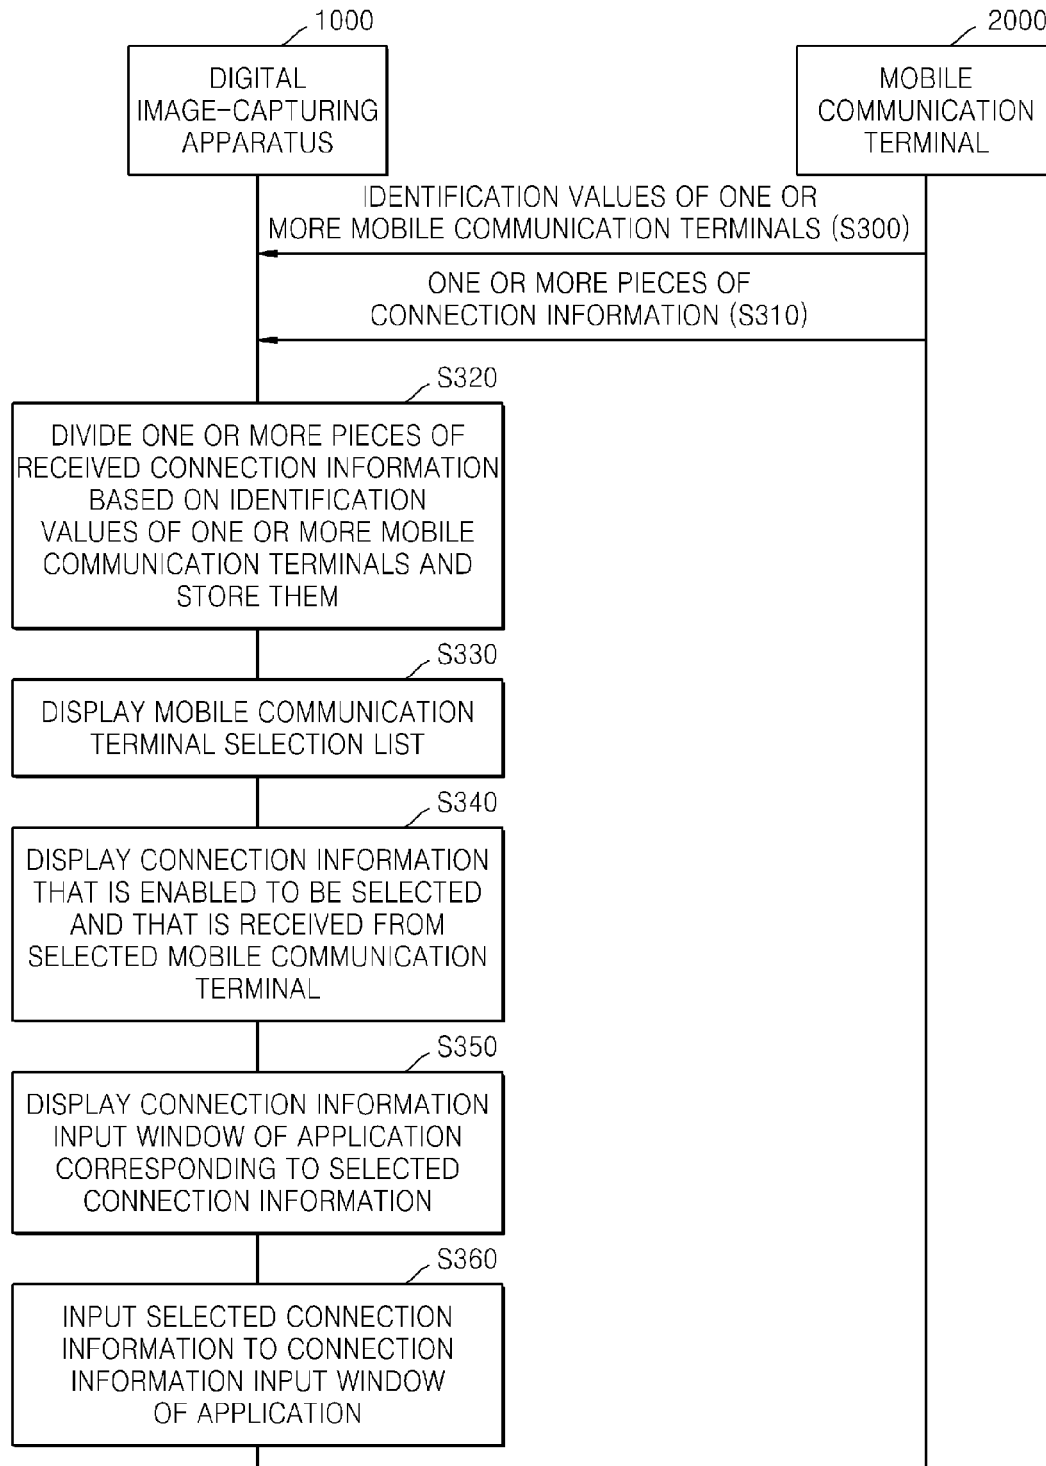 1000
DIGITAL
IMAGE-CAPTURING
APPARATUS
2000
MOBILE
COMMUNICATION
TERMINAL
IDENTIFICATION VALUES OF ONE OR
MORE MOBILE COMMUNICATION TERMINALS (S300)
ONE OR MORE PIECES OF
CONNECTION INFORMATION (S310)
S320
DIVIDE ONE OR MORE PIECES OF
RECEIVED CONNECTION INFORMATION
BASED ON IDENTIFICATION
VALUES OF ONE OR MORE MOBILE
COMMUNICATION TERMINALS AND
STORE THEM
S330
DISPLAY MOBILE COMMUNICATION
TERMINAL SELECTION LIST
S340
DISPLAY CONNECTION INFORMATION
THAT IS ENABLED TO BE SELECTED
AND THAT IS RECEIVED FROM
SELECTED MOBILE COMMUNICATION
TERMINAL
S350
DISPLAY CONNECTION INFORMATION
INPUT WINDOW OF APPLICATION
CORRESPONDING TO SELECTED
CONNECTION INFORMATION
S360
INPUT SELECTED CONNECTION
INFORMATION TO CONNECTION
INFORMATION INPUT WINDOW
OF APPLICATION